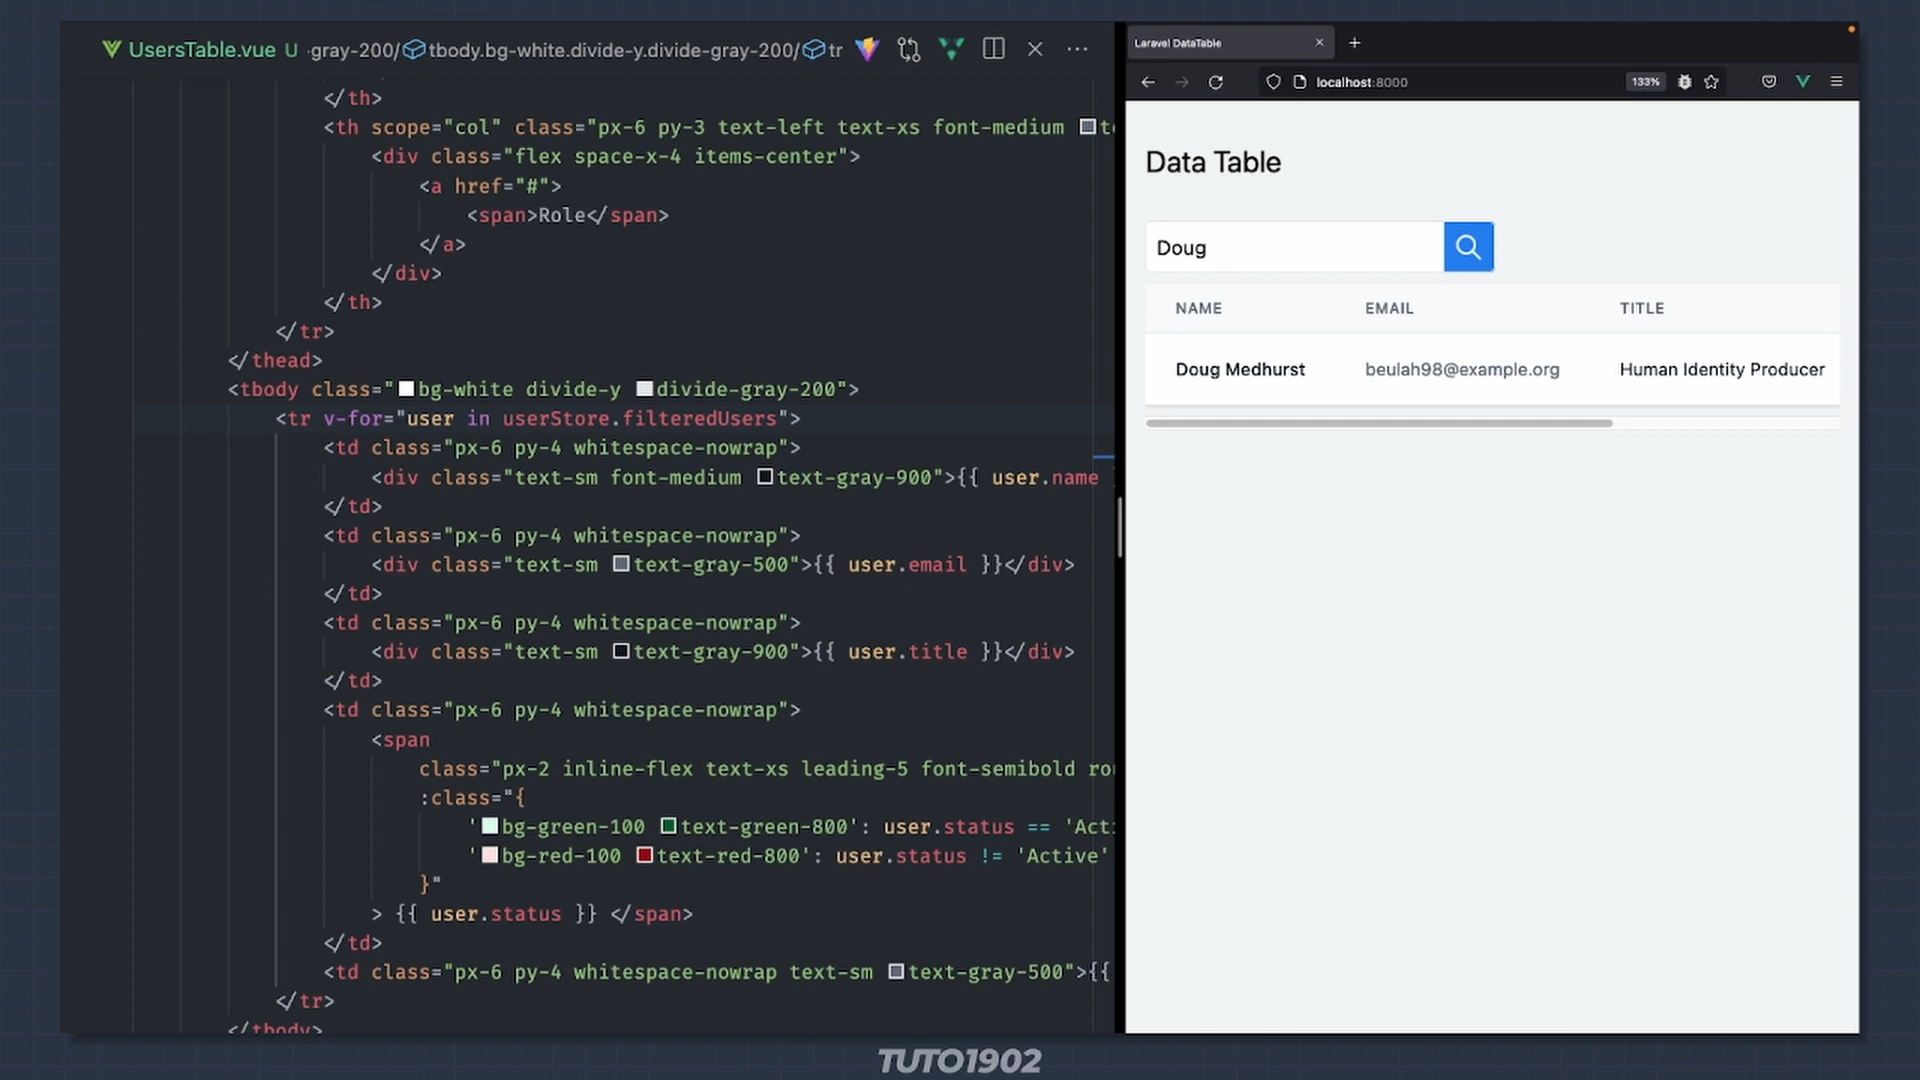 UsersTable.vue U gray-200/ tbody.bg-white.divide-y.divide-gray-200/ tr
</th>
<th scope="col" class="px-6 py-3 text-left text-xs font-medium
<div class="flex space-x-4 items-center">
<a href="#">
<span>Role</span>
</a>
</div>
</th>
</tr>
</thead>
<tbody class="bg-white divide-y divide-gray-200">
<tr v-for="user in userStore.filteredUsers">
<td class="px-6 py-4 whitespace-nowrap">
<div class="text-sm font-medium text-gray-900">{{ user.name
</td>
<td class="px-6 py-4 whitespace-nowrap">
<div class="text-sm text-gray-500">{{ user.email }}</div>
</td>
<td class="px-6 py-4 whitespace-nowrap">
<div class="text-sm text-gray-900">{{ user.title }}</div>
</td>
<td class="px-6 py-4 whitespace-nowrap">
<span
class="px-2 inline-flex text-xs leading-5 font-semibold
:class="{
'bg-green-100 text-green-800': user.status == 'Acti
'bg-red-100 text-red-800': user.status != 'Active'
}"
> {{ user.status }} </span>
</td>
<td class="px-6 py-4 whitespace-nowrap text-sm text-gray-500">{{
</tr>
</tbody>
Laravel DataTable
localhost:8000 133%
Data Table
Doug
NAME EMAIL TITLE
Doug Medhurst beulah98@example.org Human Identity Producer
TUTO1902